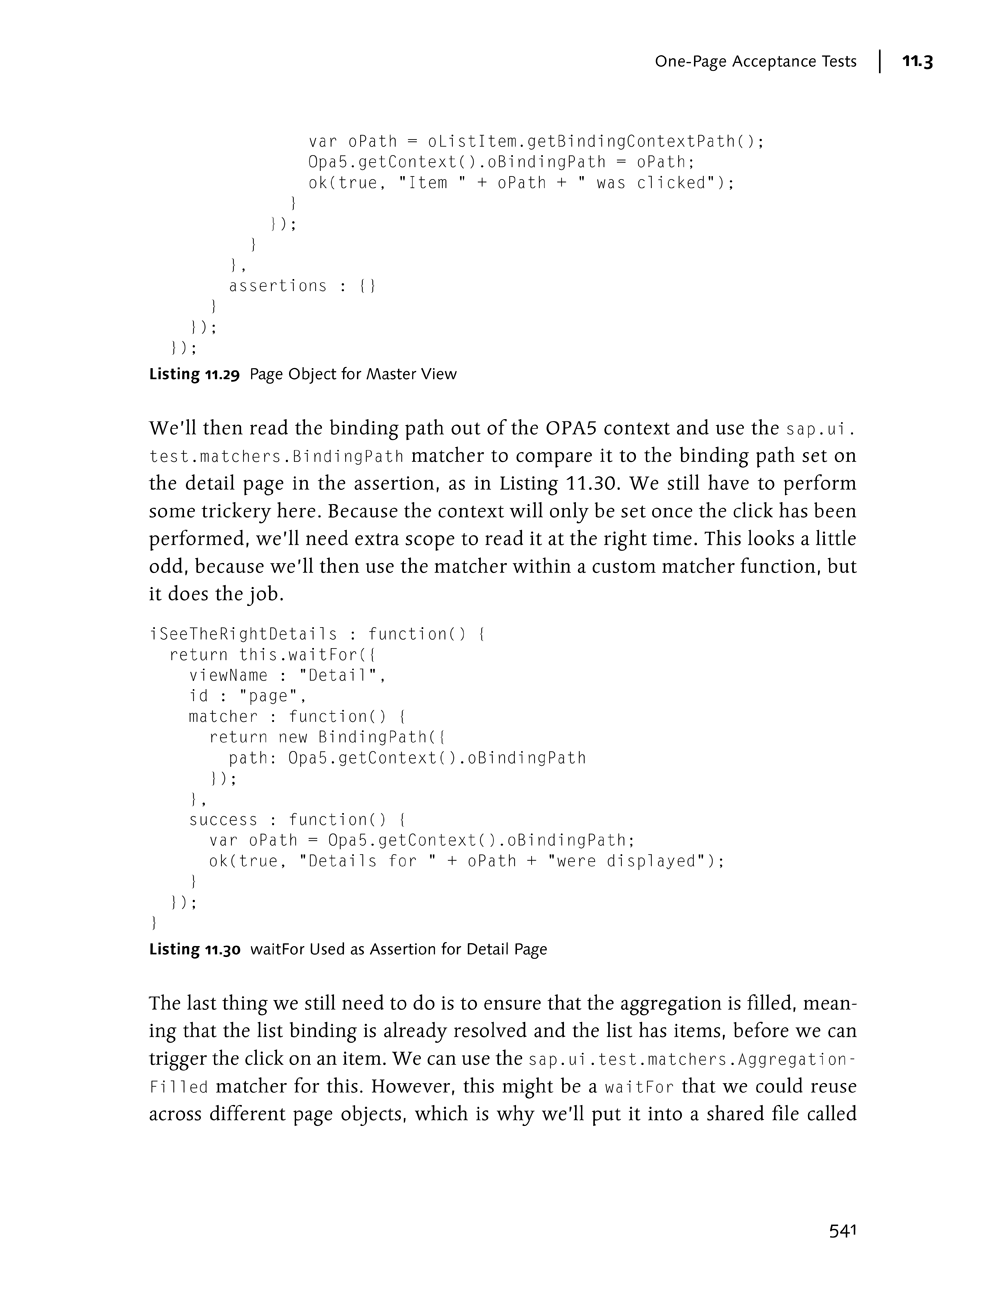 One-Page Acceptance Tests | 11.3
var oPath = oListItem.getBindingContextPath();
Opa5.getContext().oBindingPath = oPath;
ok(true, "Item " + oPath + " was clicked");
}
});
}
},
assertions : {}
}
});
});
Listing 11.29 Page Object for Master View
We'll then read the binding path out of the OPA5 context and use the sap.ui.
test.matchers.BindingPath matcher to compare it to the binding path set on
the detail page in the assertion, as in Listing 11.30. We still have to perform
some trickery here. Because the context will only be set once the click has been
performed, we'll need extra scope to read it at the right time. This looks a little
odd, because we'll then use the matcher within a custom matcher function, but
it does the job.
iSeeTheRightDetails : function() {
return this.waitFor({
viewName : "Detail",
id : "page",
matcher : function() {
return new BindingPath({
path: Opa5.getContext().oBindingPath
});
},
success : function() {
var oPath = Opa5.getContext().oBindingPath;
ok(true, "Details for " + oPath + "were displayed");
}
});
}
Listing 11.30 waitFor Used as Assertion for Detail Page
The last thing we still need to do is to ensure that the aggregation is filled, mean-
ing that the list binding is already resolved and the list has items, before we can
trigger the click on an item. We can use the sap.ui.test.matchers.Aggregation-
Filled matcher for this. However, this might be a waitFor that we could reuse
across different page objects, which is why we'll put it into a shared file called
541